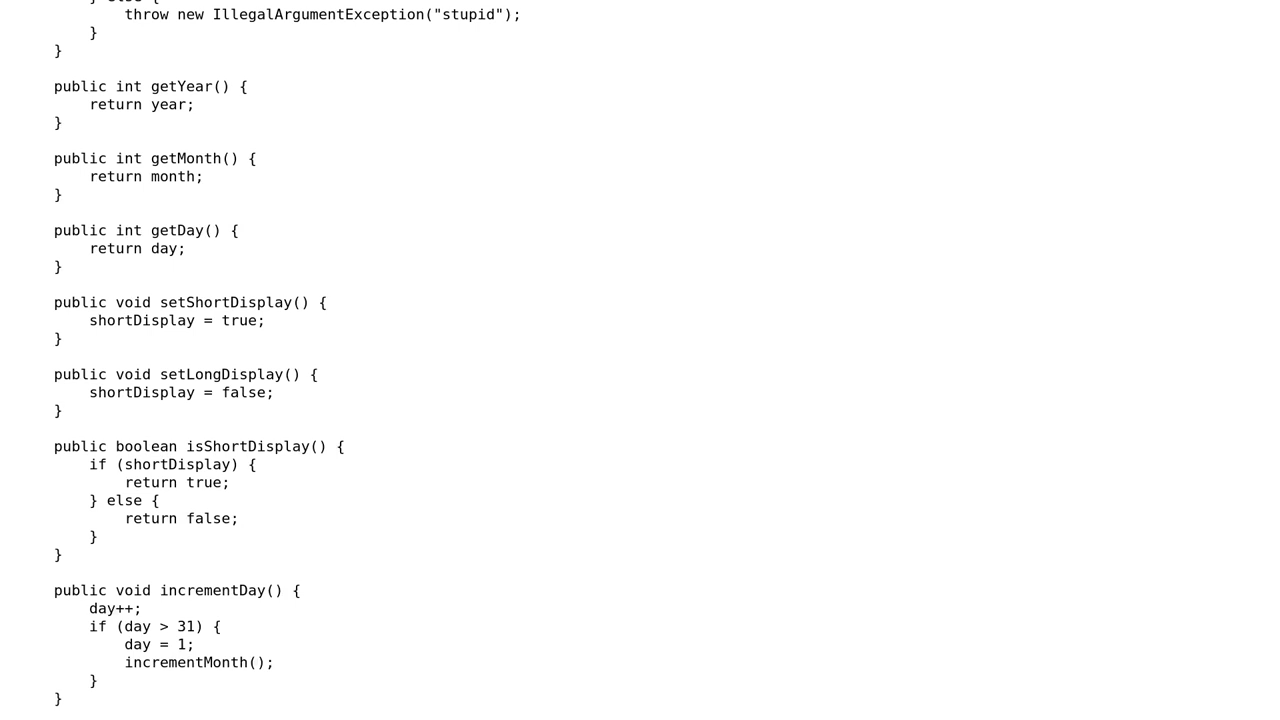 } else {
throw new IllegalArgumentException("stupid");
}
}
public int getYear() {
return year;
}
public int getMonth() {
return month;
}
public int getDay() {
return day;
}
public void setShortDisplay() {
shortDisplay = true;
}
public void setLongDisplay() {
shortDisplay = false;
}
public boolean isShortDisplay() {
if (shortDisplay) {
return true;
} else {
return false;
}
}
public void incrementDay() {
day++;
if (day > 31) {
day = 1;
incrementMonth();
}
}